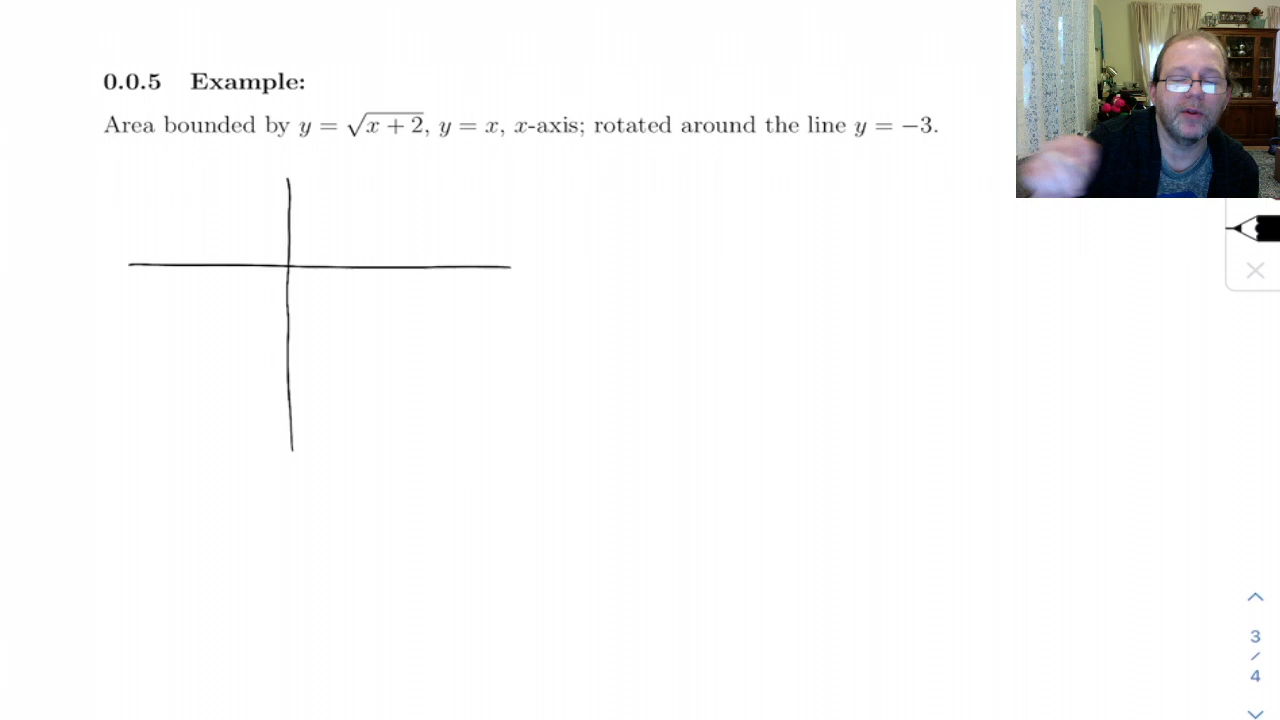 0.0.5 Example:
Area bounded by y = √(x + 2), y = x, x-axis; rotated around the line y = −3.
3
/
4